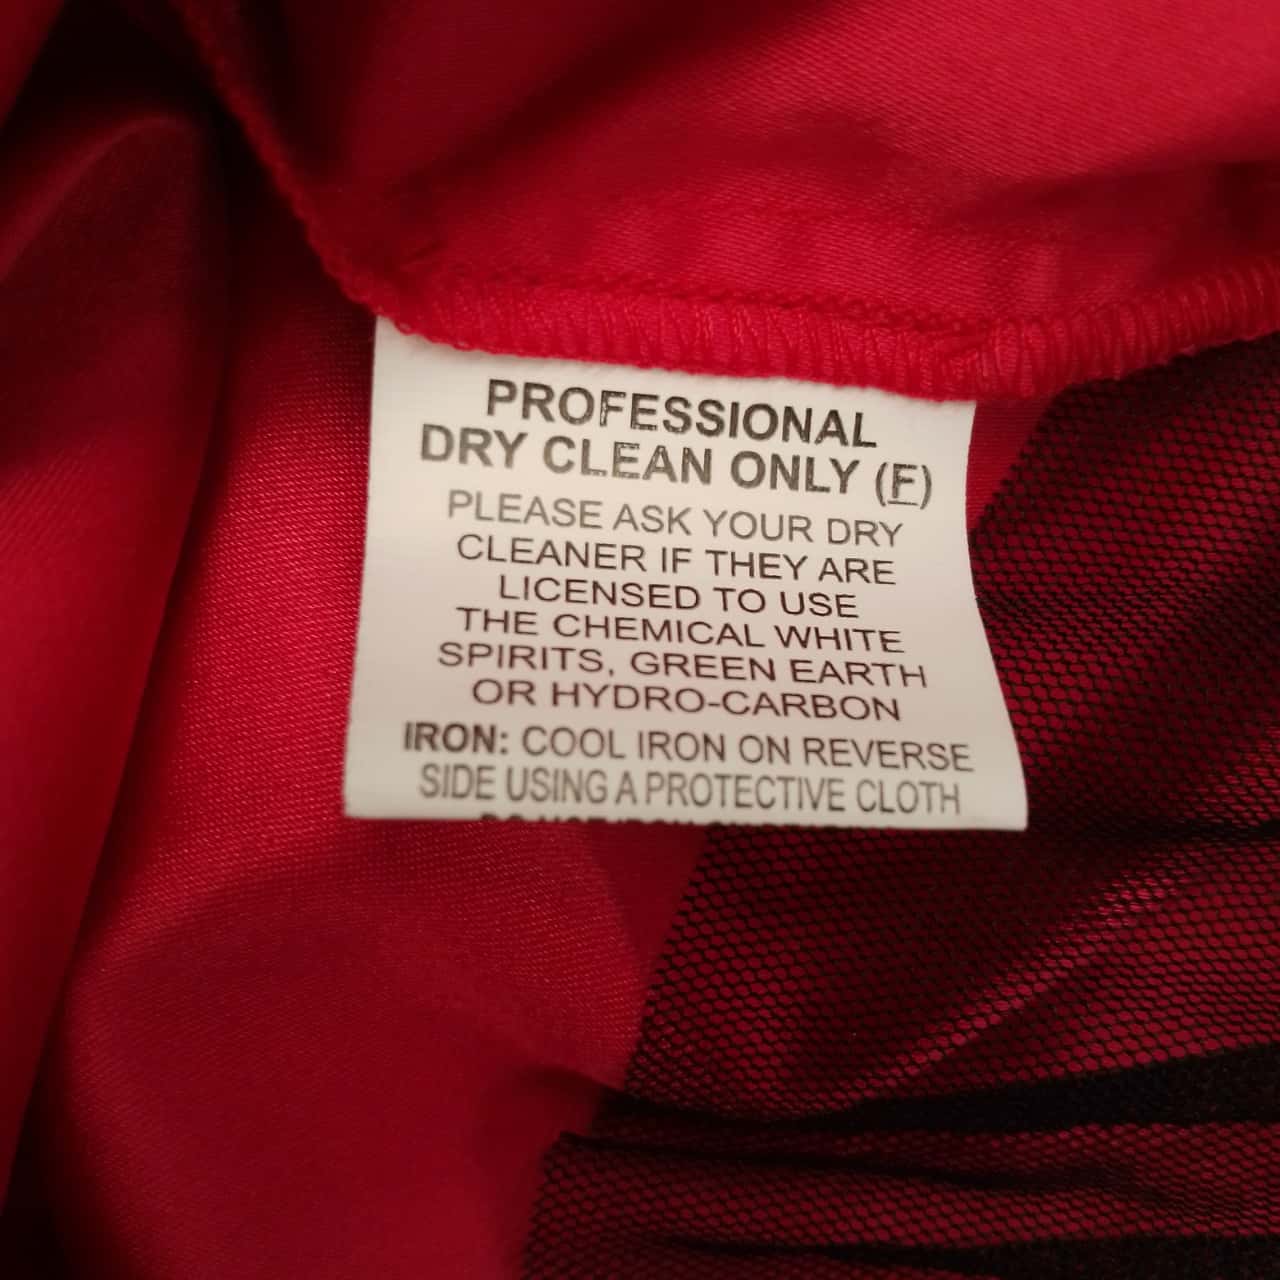 PROFESSIONAL
DRY CLEAN ONLY (F)
PLEASE ASK YOUR DRY
CLEANER IF THEY ARE
LICENSED TO USE
THE CHEMICAL WHITE
SPIRITS, GREEN EARTH
OR HYDRO-CARBON
IRON: COOL IRON ON REVERSE
SIDE USING A PROTECTIVE CLOTH